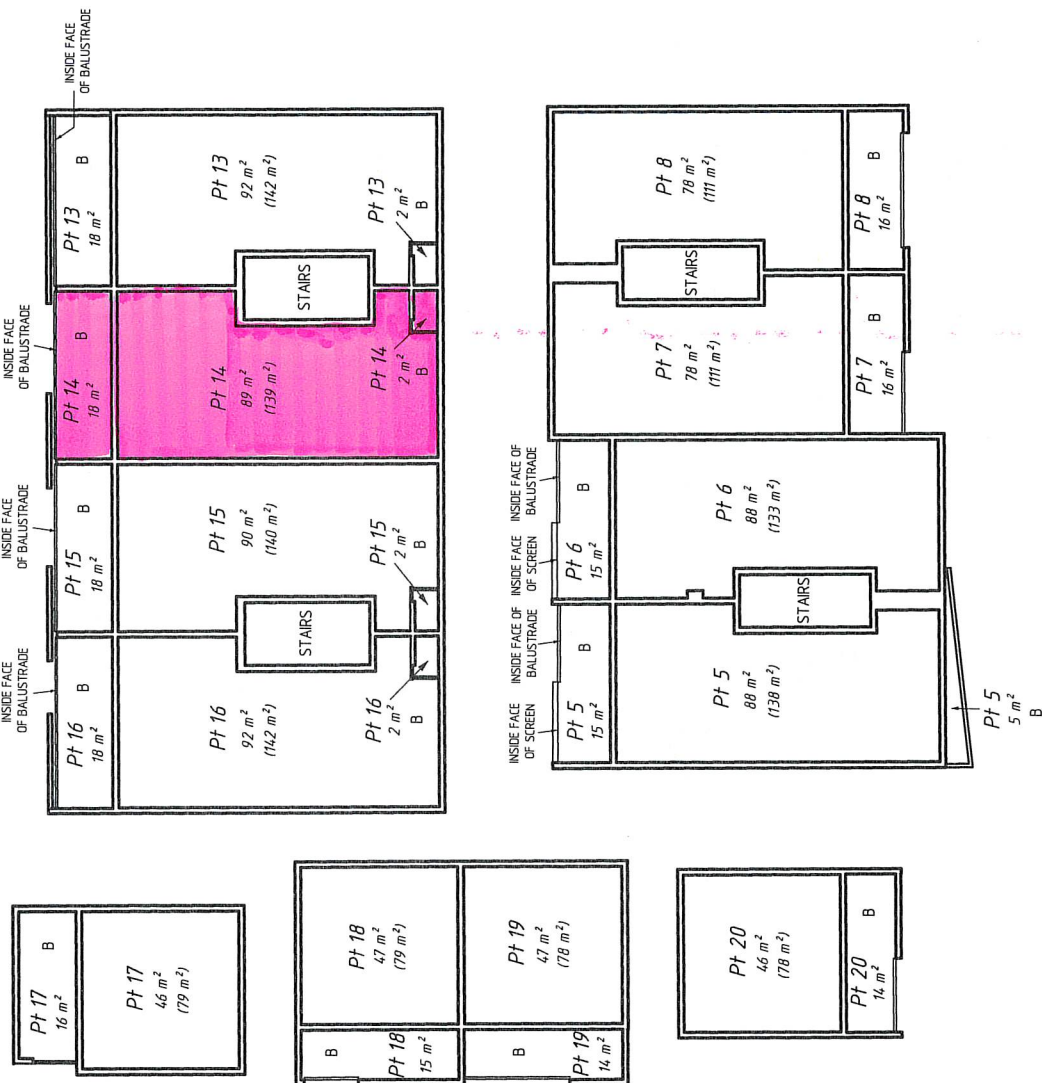 INSIDE FACE
OF BALUSTRADE
Pt 13
18 m²
B
Pt 13
92 m²
(142 m²)
Pt 13
2 m²
B
STAIRS
INSIDE FACE
OF BALUSTRADE
Pt 14
18 m²
B
Pt 14
89 m²
(139 m²)
Pt 14
2 m²
B
INSIDE FACE
OF BALUSTRADE
Pt 15
18 m²
B
Pt 15
90 m²
(140 m²)
Pt 15
2 m²
B
STAIRS
INSIDE FACE
OF BALUSTRADE
Pt 16
18 m²
B
Pt 16
92 m²
(142 m²)
Pt 16
2 m²
B
Pt 8
78 m²
(111 m²)
Pt 8
16 m²
B
STAIRS
Pt 7
78 m²
(111 m²)
Pt 7
16 m²
B
INSIDE FACE OF
BALUSTRADE
INSIDE FACE
OF SCREEN
Pt 6
15 m²
B
Pt 6
88 m²
(133 m²)
STAIRS
INSIDE FACE OF
BALUSTRADE
INSIDE FACE
OF SCREEN
Pt 5
15 m²
B
Pt 5
88 m²
(138 m²)
Pt 5
5 m²
B
Pt 17
16 m²
B
Pt 17
46 m²
(79 m²)
Pt 18
47 m²
(79 m²)
B
Pt 18
15 m²
Pt 19
47 m²
(78 m²)
B
Pt 19
14 m²
Pt 20
46 m²
(78 m²)
Pt 20
14 m²
B